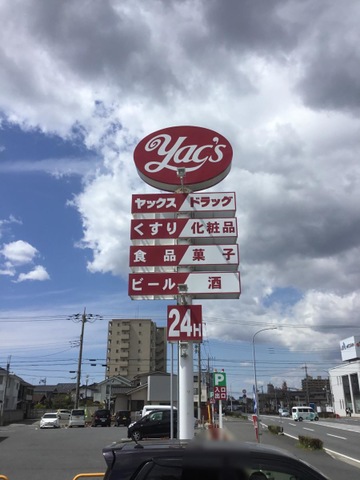 Yac's
ヤックス ドラッグ
くすり 化粧品
食品 菓子
ビール 酒
24H
P
入口